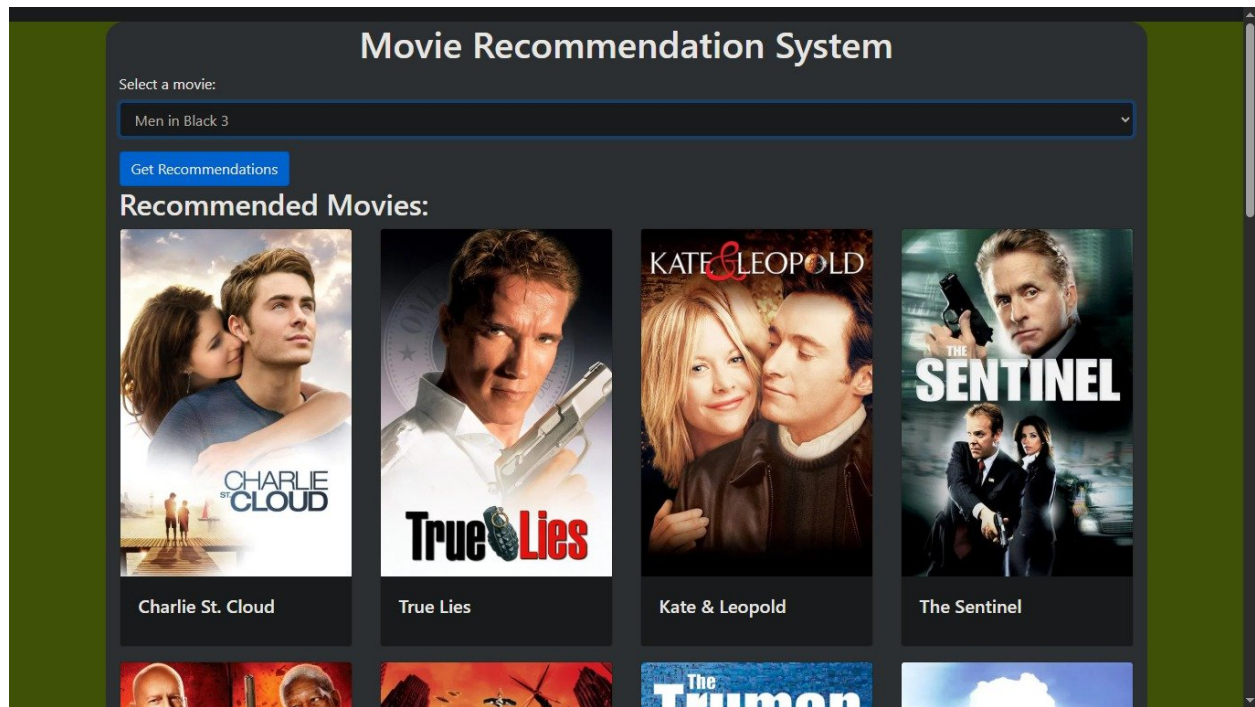 Movie Recommendation System
Select a movie:
Men in Black 3
Get Recommendations
Recommended Movies:
CHARLIE
ST. CLOUD
True Lies
KATE & LEOPOLD
THE
SENTINEL
Charlie St. Cloud
True Lies
Kate & Leopold
The Sentinel
The
Truman